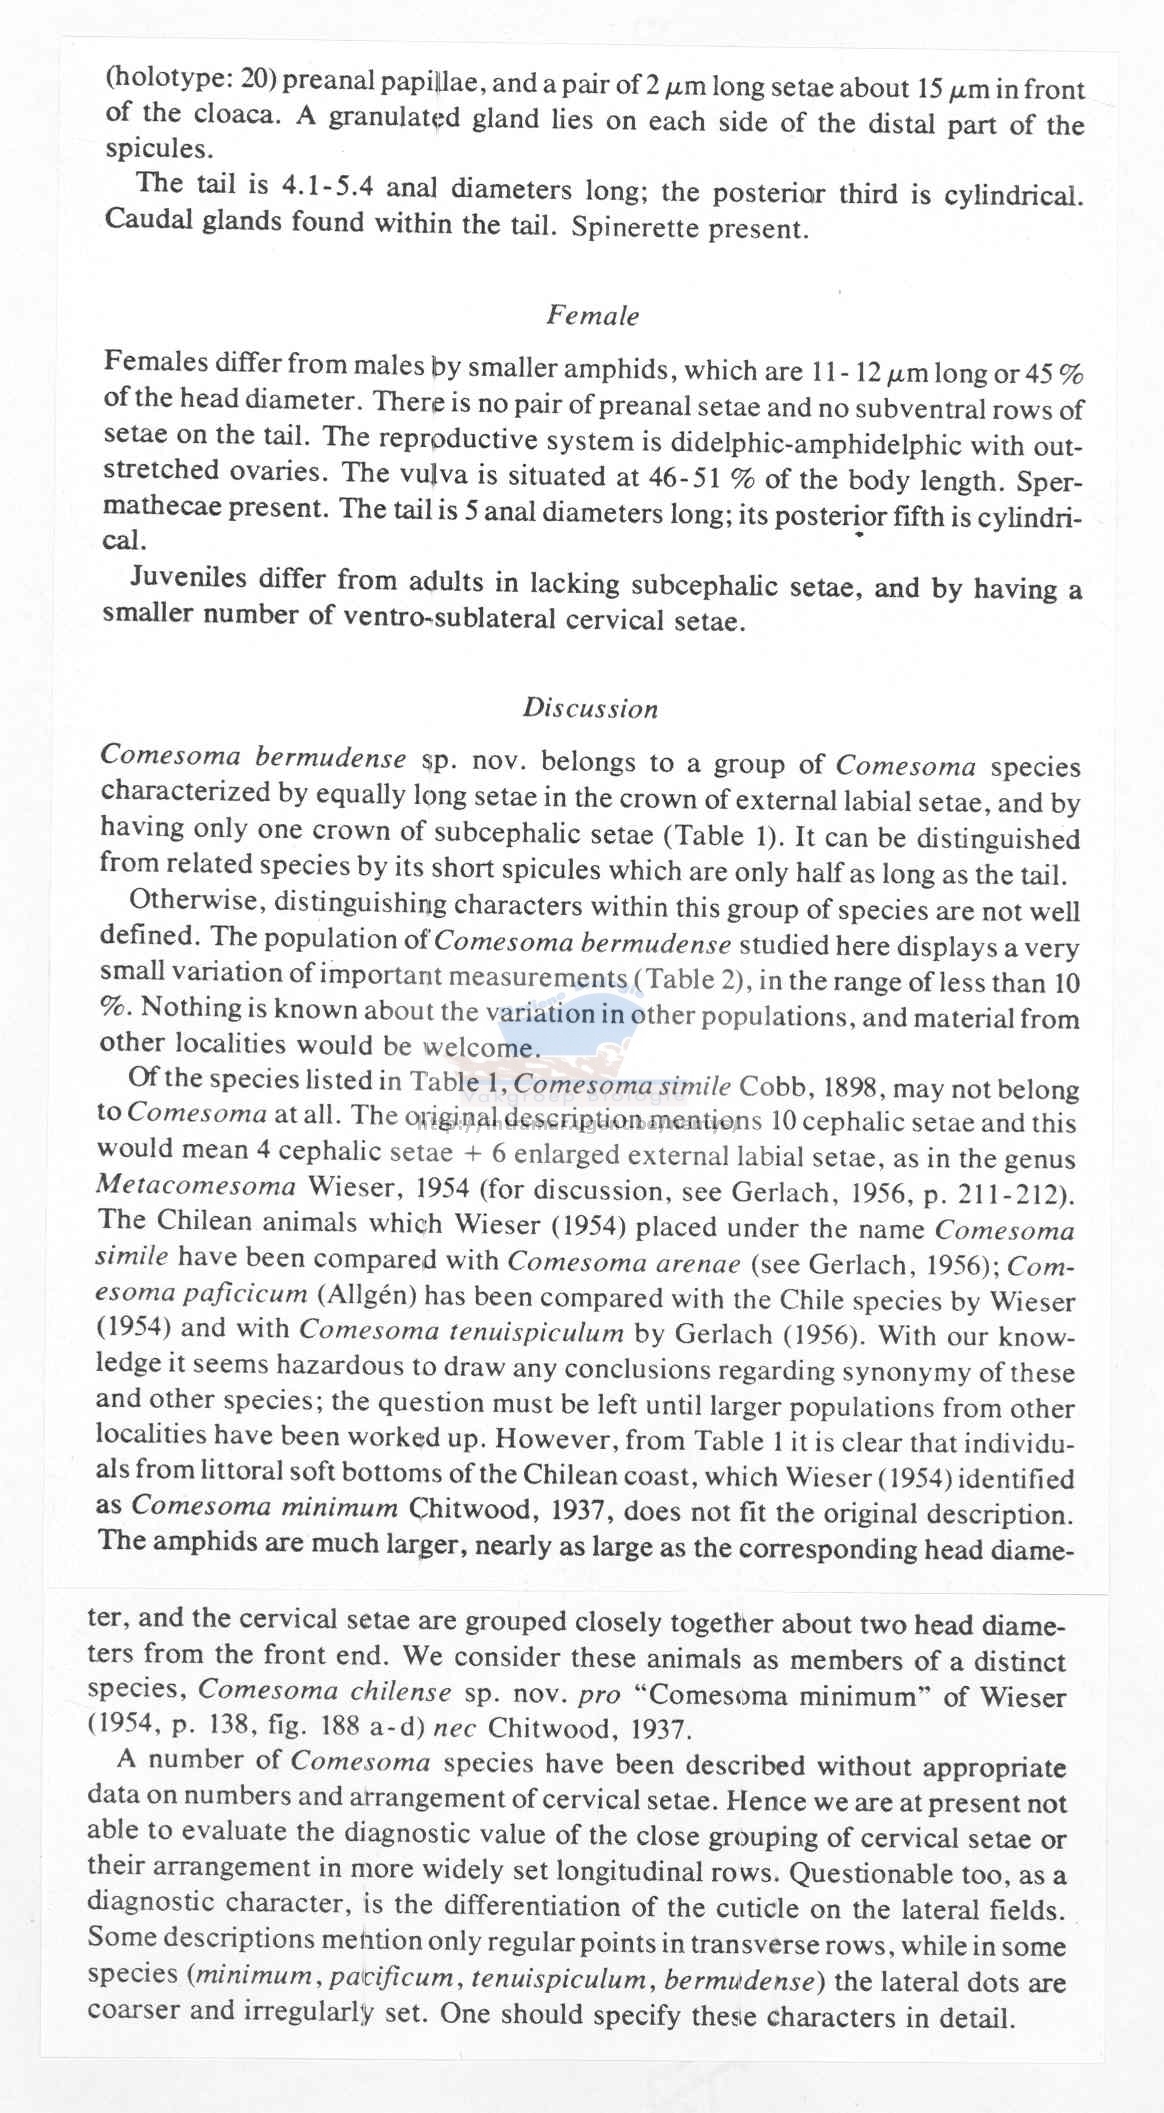 (holotype: 20) preanal papillae, and a pair of 2 μm long setae about 15 μm in front
of the cloaca. A granulated gland lies on each side of the distal part of the
spicules.
The tail is 4.1-5.4 anal diameters long; the posterior third is cylindrical.
Caudal glands found within the tail. Spinerette present.
Female
Females differ from males by smaller amphids, which are 11-12 μm long or 45 %
of the head diameter. There is no pair of preanal setae and no subventral rows of
setae on the tail. The reproductive system is didelphic-amphidelphic with out-
stretched ovaries. The vulva is situated at 46-51 % of the body length. Sper-
mathecae present. The tail is 5 anal diameters long; its posterior fifth is cylindri-
cal.
Juveniles differ from adults in lacking subcephalic setae, and by having a
smaller number of ventro-sublateral cervical setae.
Discussion
Comesoma bermudense sp. nov. belongs to a group of Comesoma species
characterized by equally long setae in the crown of external labial setae, and by
having only one crown of subcephalic setae (Table 1). It can be distinguished
from related species by its short spicules which are only half as long as the tail.
Otherwise, distinguishing characters within this group of species are not well
defined. The population of Comesoma bermudense studied here displays a very
small variation of important measurements (Table 2), in the range of less than 10
%. Nothing is known about the variation in other populations, and material from
other localities would be welcome.
Of the species listed in Table 1, Comesoma simile Cobb, 1898, may not belong
Vakgroep Biologie
to Comesoma at all. The original description mentions 10 cephalic setae and this
would mean 4 cephalic setae + 6 enlarged external labial setae, as in the genus
Metacomesoma Wieser, 1954 (for discussion, see Gerlach, 1956, p. 211-212).
The Chilean animals which Wieser (1954) placed under the name Comesoma
simile have been compared with Comesoma arenae (see Gerlach, 1956); Com-
esoma paficicum (Allgén) has been compared with the Chile species by Wieser
(1954) and with Comesoma tenuispiculum by Gerlach (1956). With our know-
ledge it seems hazardous to draw any conclusions regarding synonymy of these
and other species; the question must be left until larger populations from other
localities have been worked up. However, from Table 1 it is clear that individu-
als from littoral soft bottoms of the Chilean coast, which Wieser (1954) identified
as Comesoma minimum Chitwood, 1937, does not fit the original description.
The amphids are much larger, nearly as large as the corresponding head diame-
ter, and the cervical setae are grouped closely together about two head diame-
ters from the front end. We consider these animals as members of a distinct
species, Comesoma chilense sp. nov. pro “Comesoma minimum” of Wieser
(1954, p. 138, fig. 188 a-d) nec Chitwood, 1937.
A number of Comesoma species have been described without appropriate
data on numbers and arrangement of cervical setae. Hence we are at present not
able to evaluate the diagnostic value of the close grouping of cervical setae or
their arrangement in more widely set longitudinal rows. Questionable too, as a
diagnostic character, is the differentiation of the cuticle on the lateral fields.
Some descriptions mention only regular points in transverse rows, while in some
species (minimum, pacificum, tenuispiculum, bermudense) the lateral dots are
coarser and irregularly set. One should specify these characters in detail.